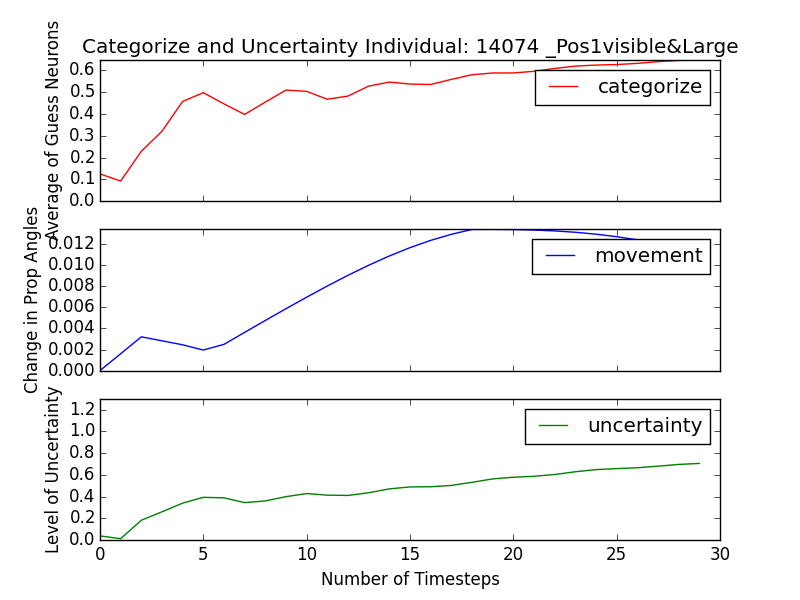 Categorize and Uncertainty Individual: 14074 _Pos1visible&Large
Average of Guess Neurons
0.6
0.5
0.4
0.3
0.2
0.1
0.0
categorize
Change in Prop Angles
0.012
0.010
0.008
0.006
0.004
0.002
0.000
movement
Level of Uncertainty
1.2
1.0
0.8
0.6
0.4
0.2
0.0
uncertainty
0 5 10 15 20 25 30
Number of Timesteps